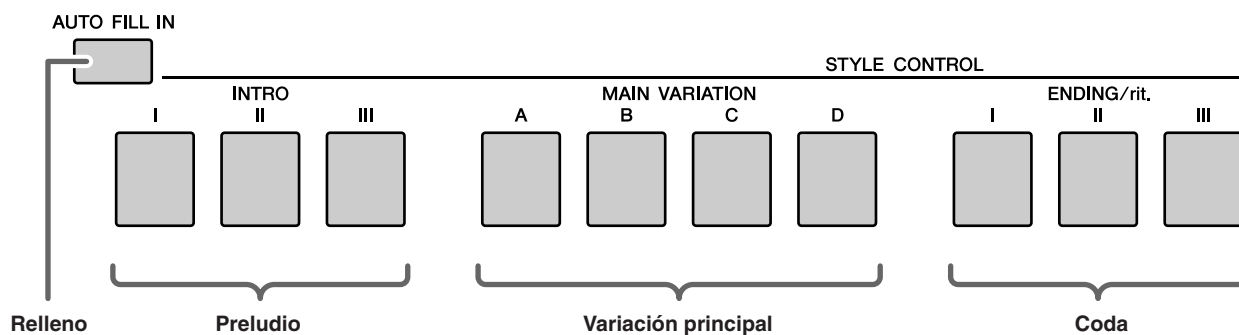 AUTO FILL IN
STYLE CONTROL
INTRO MAIN VARIATION ENDING/rit.
I II III A B C D I II III
Relleno Preludio Variación principal Coda